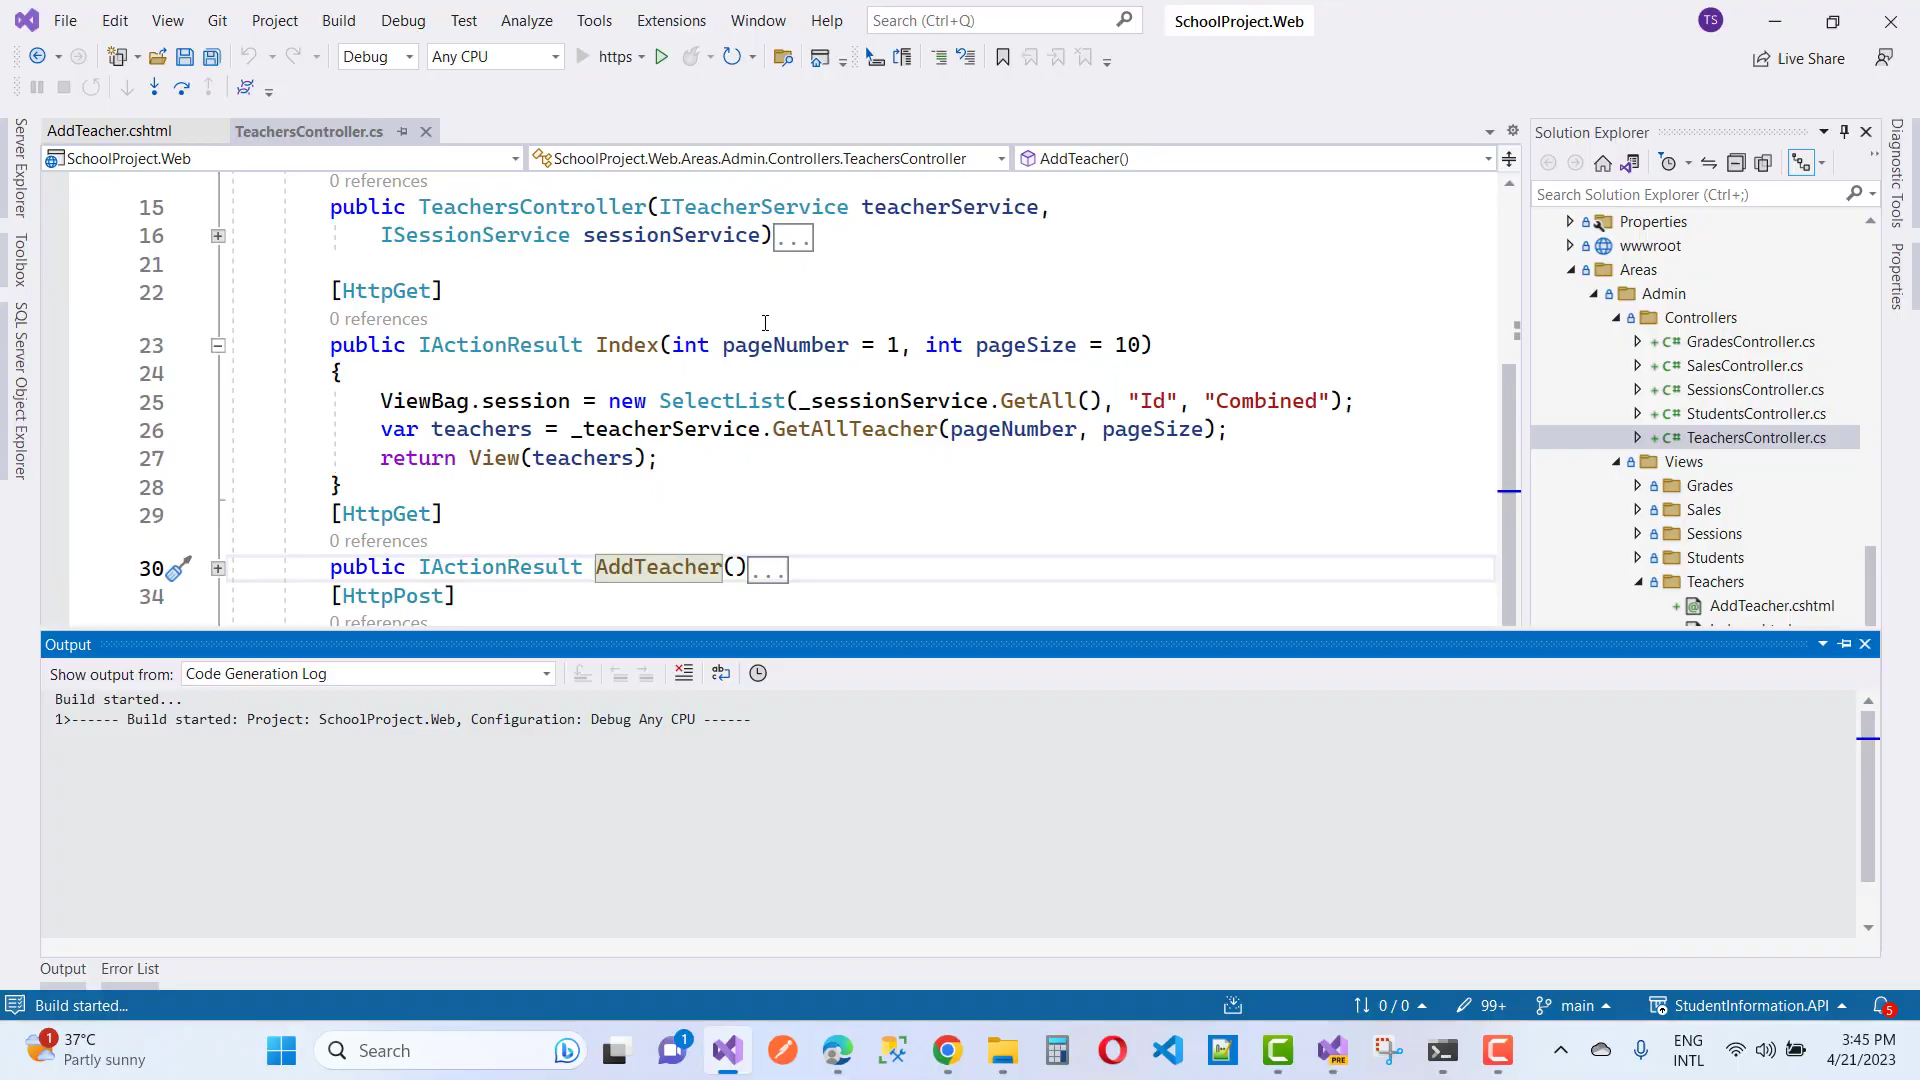 File Edit View Git Project Build Debug Test Analyze Tools Extensions Window Help Search (Ctrl+Q) SchoolProject.Web TS
Debug Any CPU https Live Share
AddTeacher.cshtml TeachersController.cs
SchoolProject.Web SchoolProject.Web.Areas.Admin.Controllers.TeachersController AddTeacher()
0 references
15 public TeachersController(ITeacherService teacherService,
16 ISessionService sessionService)...
21
22 [HttpGet]
0 references
23 public IActionResult Index(int pageNumber = 1, int pageSize = 10)
24 {
25 ViewBag.session = new SelectList(_sessionService.GetAll(), "Id", "Combined");
26 var teachers = _teacherService.GetAllTeacher(pageNumber, pageSize);
27 return View(teachers);
28 }
29 [HttpGet]
0 references
30 public IActionResult AddTeacher()...
34 [HttpPost]
0 references
Server Explorer
Toolbox
SQL Server Object Explorer
Solution Explorer
Search Solution Explorer (Ctrl+;)
Properties
wwwroot
Areas
Admin
Controllers
C# GradesController.cs
C# SalesController.cs
C# SessionsController.cs
C# StudentsController.cs
C# TeachersController.cs
Views
Grades
Sales
Sessions
Students
Teachers
AddTeacher.cshtml
Diagnostic Tools
Properties
Output
Show output from: Code Generation Log
Build started...
1>------ Build started: Project: SchoolProject.Web, Configuration: Debug Any CPU ------
Output Error List
Build started... 0 / 0 99+ main StudentInformation.API 5
1 37°C
Partly sunny
Search
1
PRE
ENG
INTL
3:45 PM
4/21/2023